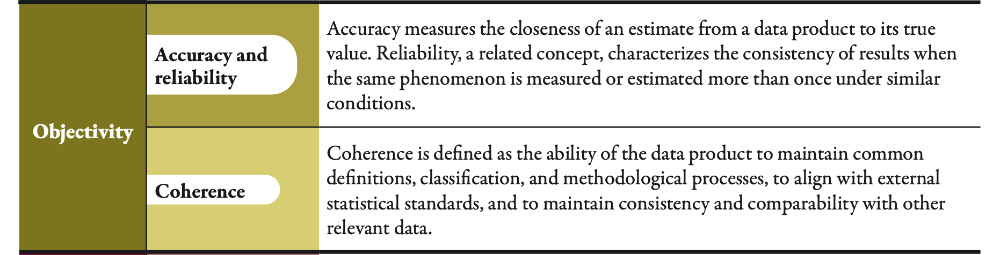 Objectivity
Accuracy and
reliability
Accuracy measures the closeness of an estimate from a data product to its true
value. Reliability, a related concept, characterizes the consistency of results when
the same phenomenon is measured or estimated more than once under similar
conditions.
Coherence
Coherence is defined as the ability of the data product to maintain common
definitions, classification, and methodological processes, to align with external
statistical standards, and to maintain consistency and comparability with other
relevant data.